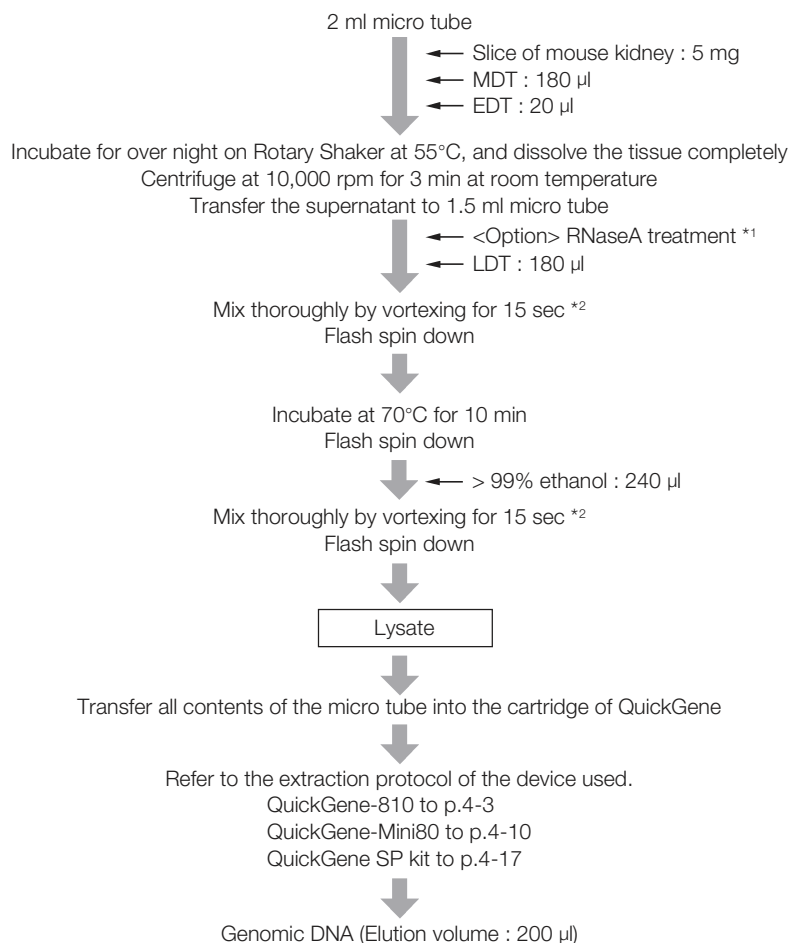 2 ml micro tube
Slice of mouse kidney : 5 mg
MDT : 180 µl
EDT : 20 µl
Incubate for over night on Rotary Shaker at 55°C, and dissolve the tissue completely
Centrifuge at 10,000 rpm for 3 min at room temperature
Transfer the supernatant to 1.5 ml micro tube
<Option> RNaseA treatment *1
LDT : 180 µl
Mix thoroughly by vortexing for 15 sec *2
Flash spin down
Incubate at 70°C for 10 min
Flash spin down
> 99% ethanol : 240 µl
Mix thoroughly by vortexing for 15 sec *2
Flash spin down
Lysate
Transfer all contents of the micro tube into the cartridge of QuickGene
Refer to the extraction protocol of the device used.
QuickGene-810 to p.4-3
QuickGene-Mini80 to p.4-10
QuickGene SP kit to p.4-17
Genomic DNA (Elution volume : 200 µl)